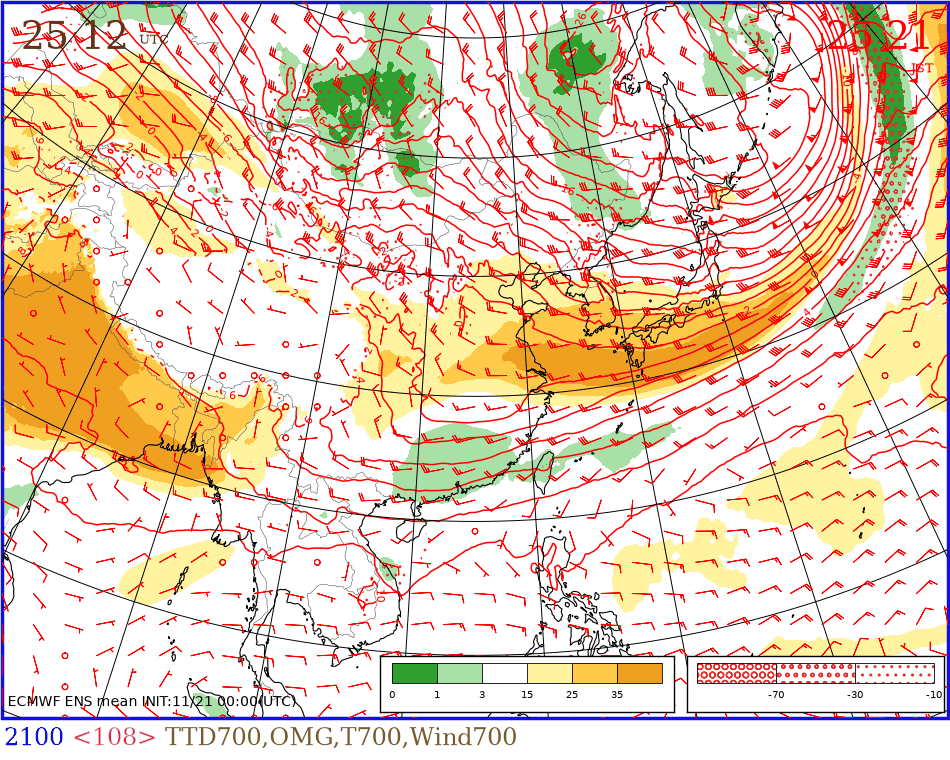 25 12 UTC
25 21 JST
0 1 3 15 25 35
-70 -30 -10
ECMWF ENS mean INIT:11/21 00:00(UTC)
2100 <108> TTD700,OMG,T700,Wind700